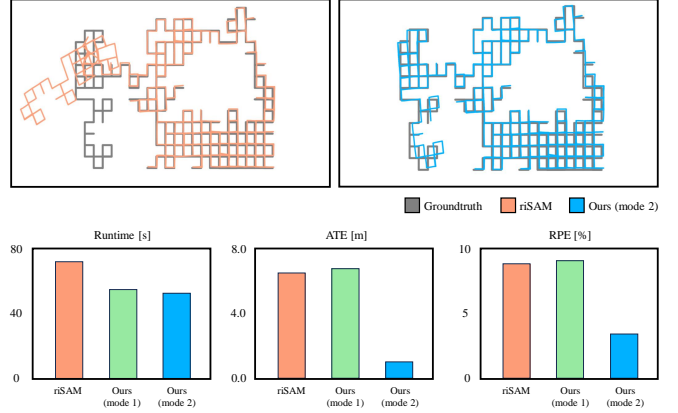 Groundtruth riSAM Ours (mode 2)
Runtime [s] ATE [m] RPE [%]
80 8.0 10
40 4.0 5
0 0.0 0
riSAM Ours Ours riSAM Ours Ours riSAM Ours Ours
(mode 1) (mode 2) (mode 1) (mode 2) (mode 1) (mode 2)